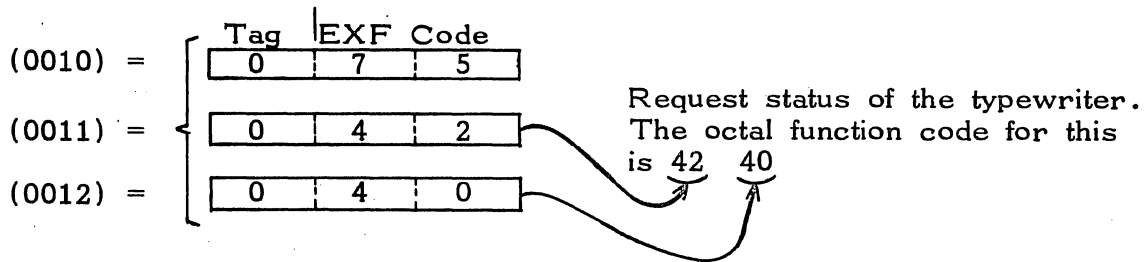 Tag EXF Code
(0010) = 0 7 5
(0011) = 0 4 2
(0012) = 0 4 0
Request status of the typewriter.
The octal function code for this
is 42 40